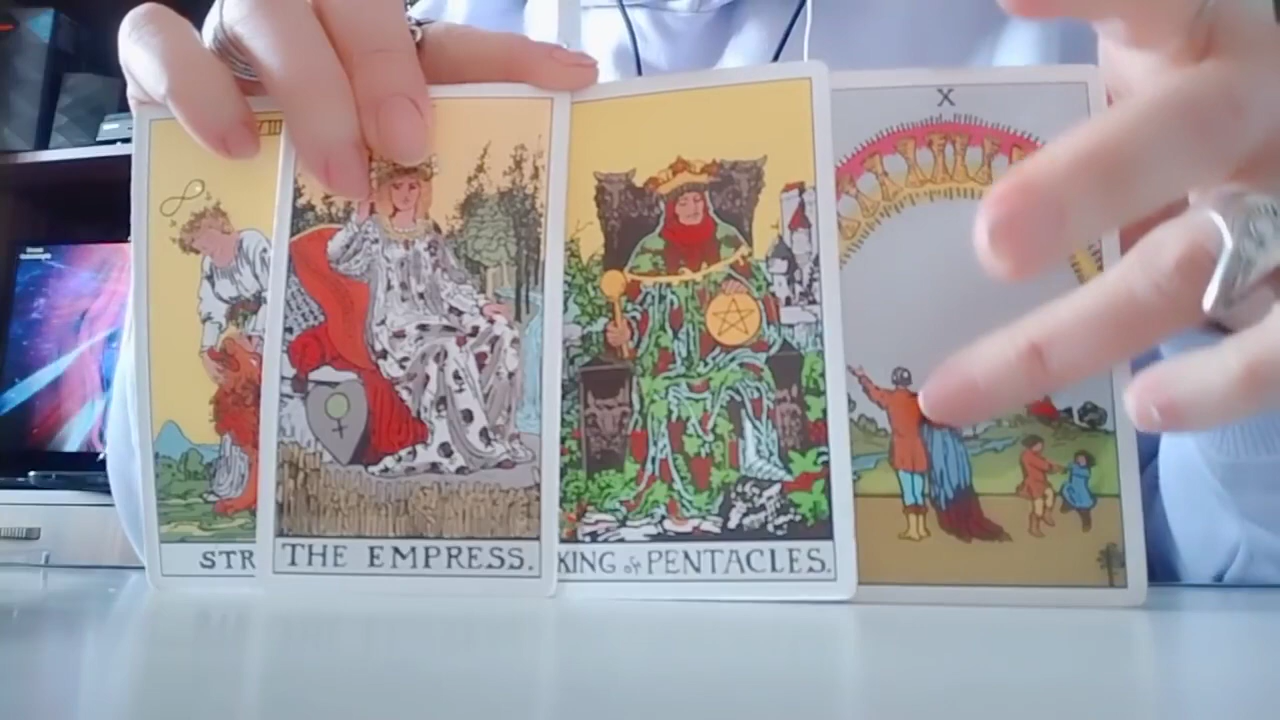 X
STR
THE EMPRESS.
KING of PENTACLES.